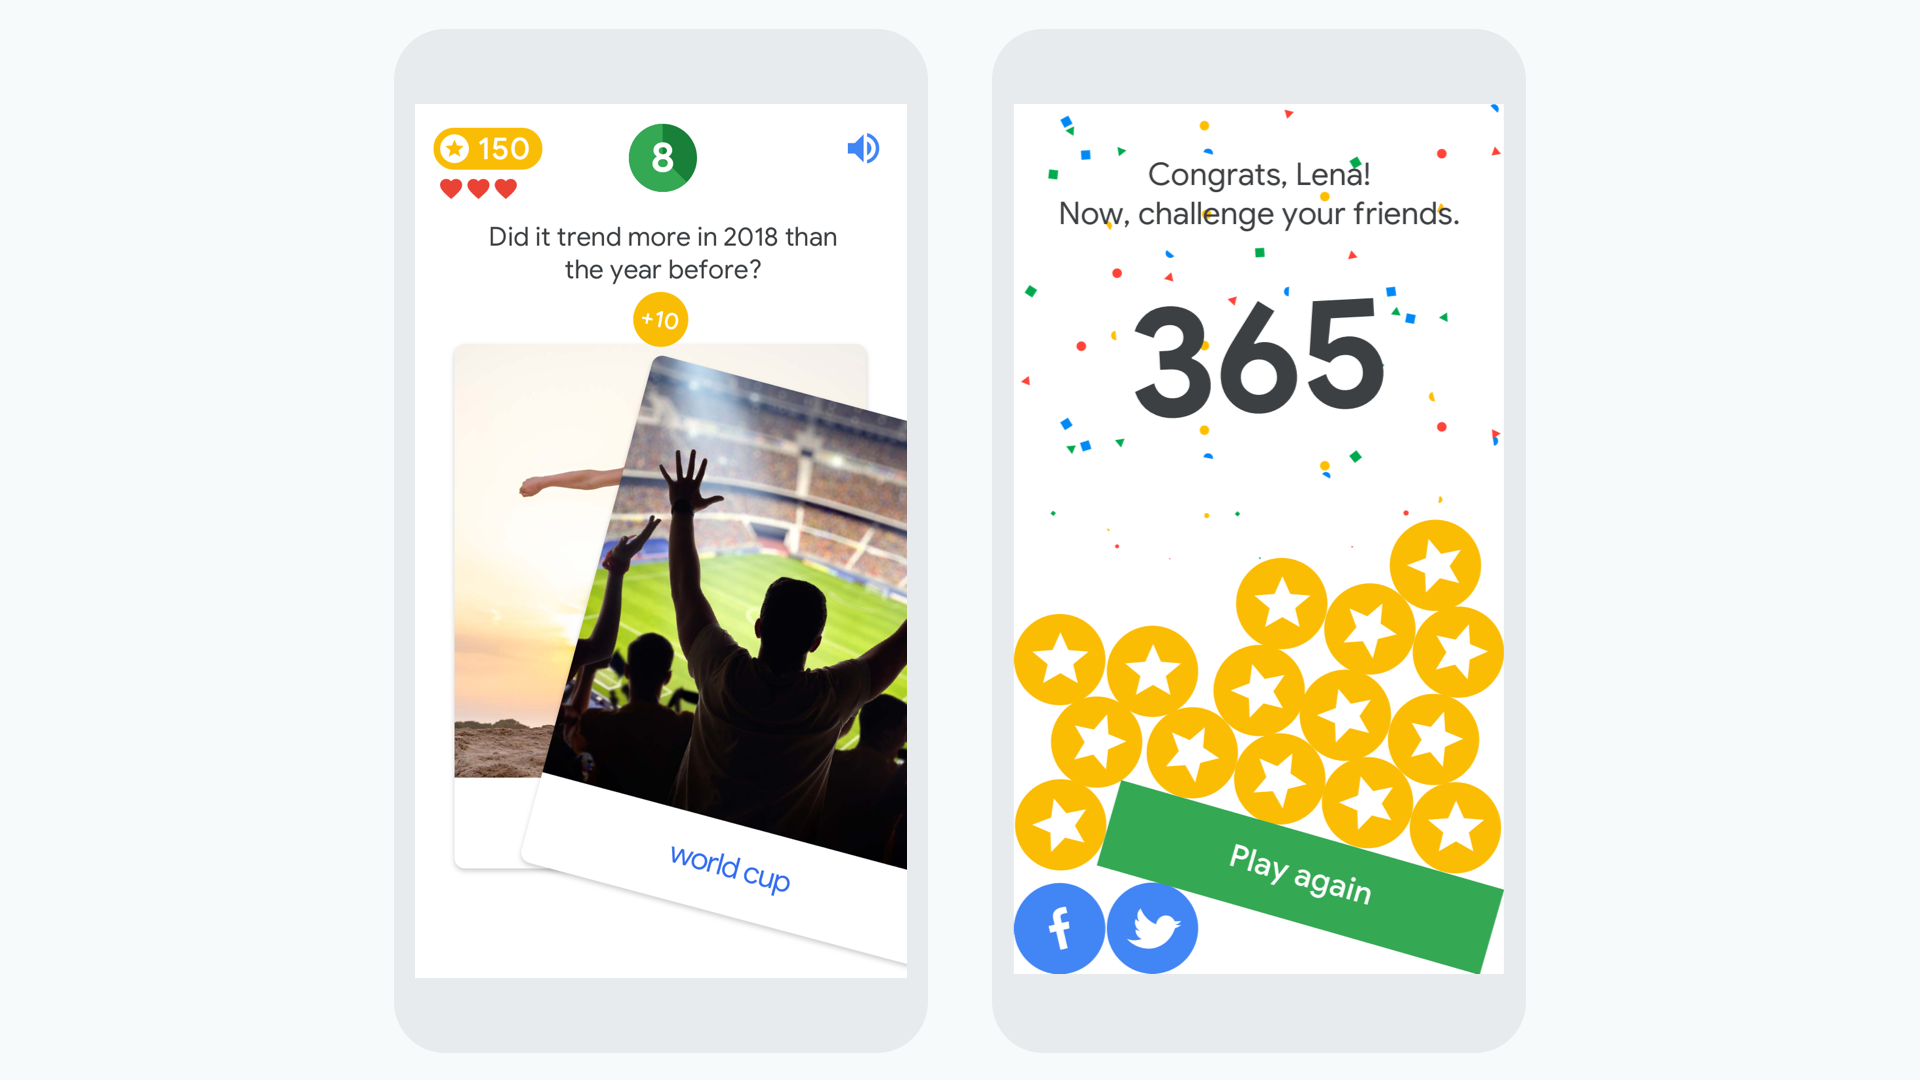 150
8
Did it trend more in 2018 than
the year before?
+10
world cup
Congrats, Lena!
Now, challenge your friends.
365
Play again